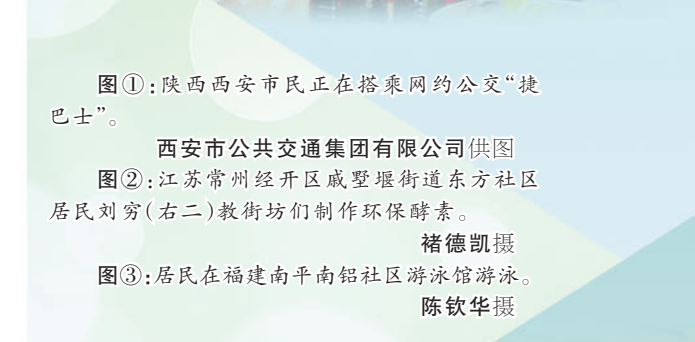 图①:陕西西安市民正在搭乘网约公交“捷
巴士”。
西安市公共交通集团有限公司供图
图②:江苏常州经开区戚墅堰街道东方社区
居民刘穷(右二)教街坊们制作环保酵素。
褚德凯摄
图③:居民在福建南平南铝社区游泳馆游泳。
陈钦华摄